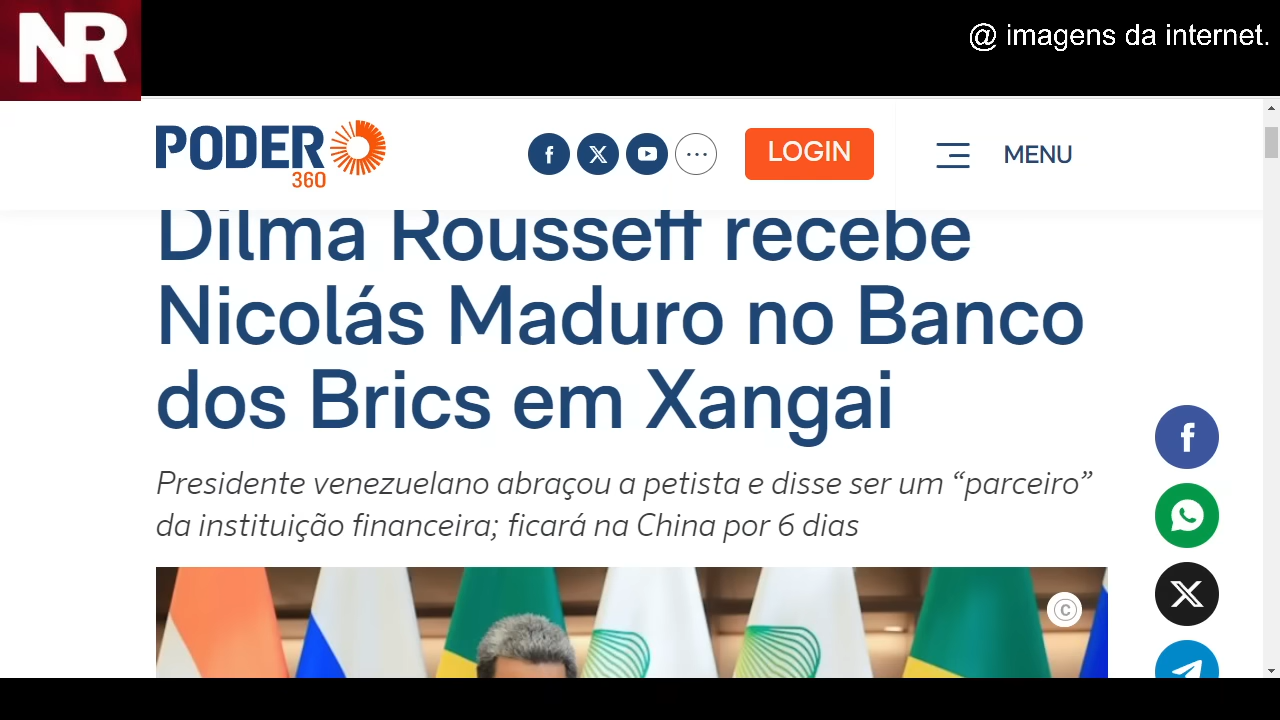 NR
@ imagens da internet.
PODER
360
LOGIN
MENU
Dilma Rousseff recebe
Nicolás Maduro no Banco
dos Brics em Xangai
Presidente venezuelano abraçou a petista e disse ser um “parceiro”
da instituição financeira; ficará na China por 6 dias
©